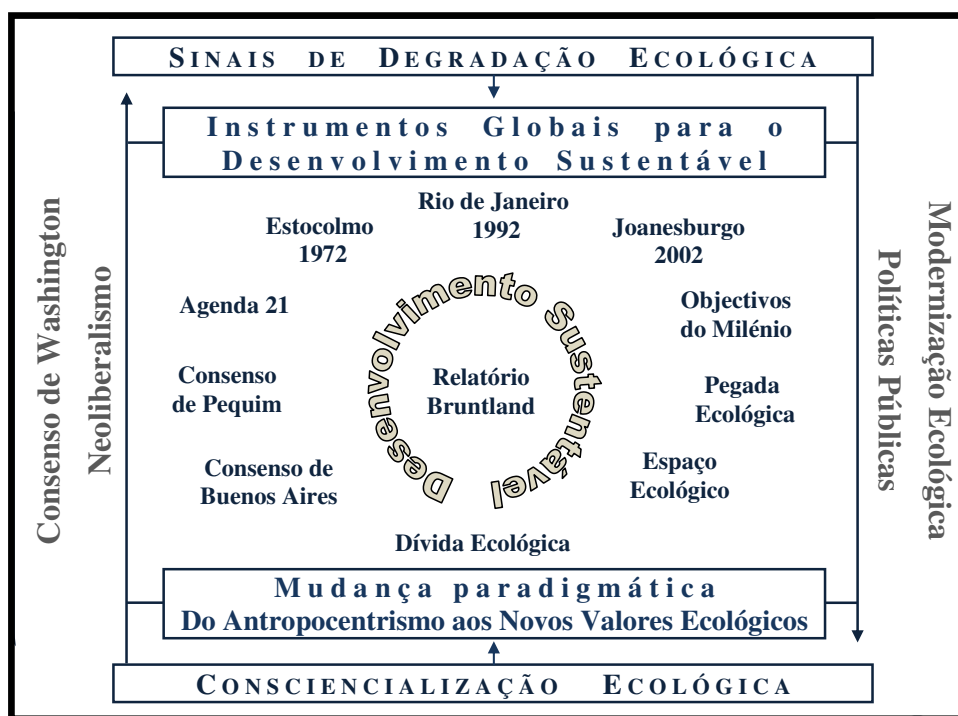 SINAIS DE DEGRADAÇÃO ECOLÓGICA
Instrumentos Globais para o
Desenvolvimento Sustentável
Rio de Janeiro
1992
Estocolmo
1972
Joanesburgo
2002
Agenda 21
Objectivos
do Milénio
Consenso
de Pequim
Desenvolvimento Sustentável
Relatório
Bruntland
Pegada
Ecológica
Consenso de
Buenos Aires
Espaço
Ecológico
Dívida Ecológica
Consenso de Washington
Neoliberalismo
Políticas Públicas
Modernização Ecológica
Mudança paradigmática
Do Antropocentrismo aos Novos Valores Ecológicos
CONSCIENCIALIZAÇÃO ECOLÓGICA